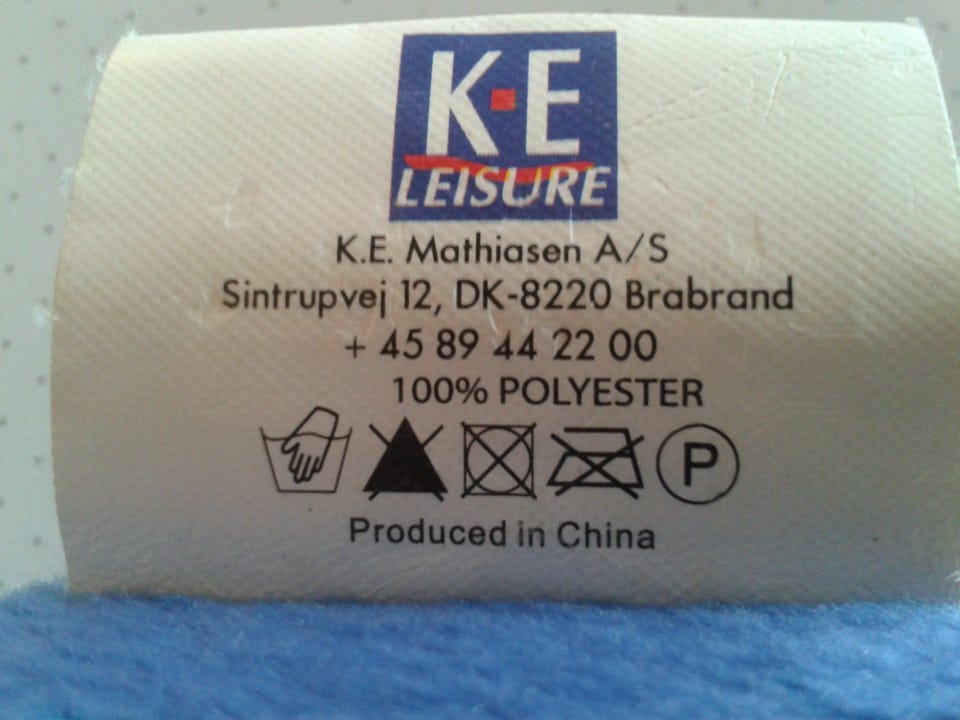 K·E
LEISURE
K.E. Mathiasen A/S
Sintrupvej 12, DK-8220 Brabrand
+ 45 89 44 22 00
100% POLYESTER
P
Produced in China